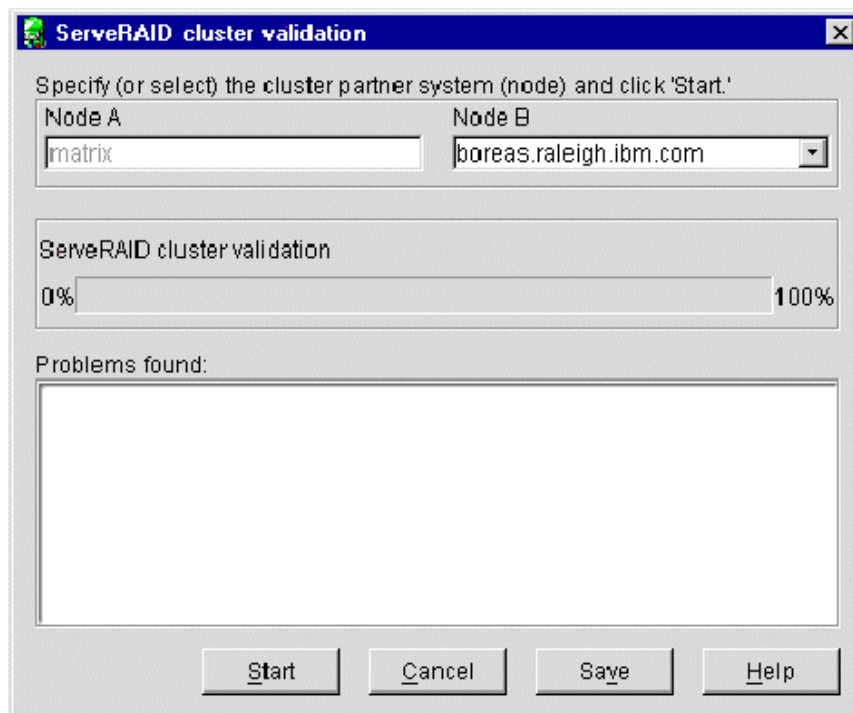 ServeRAID cluster validation
Specify (or select) the cluster partner system (node) and click 'Start.'
Node A
Node B
matrix
boreas.raleigh.ibm.com
ServeRAID cluster validation
0%
100%
Problems found:
Start
Cancel
Save
Help